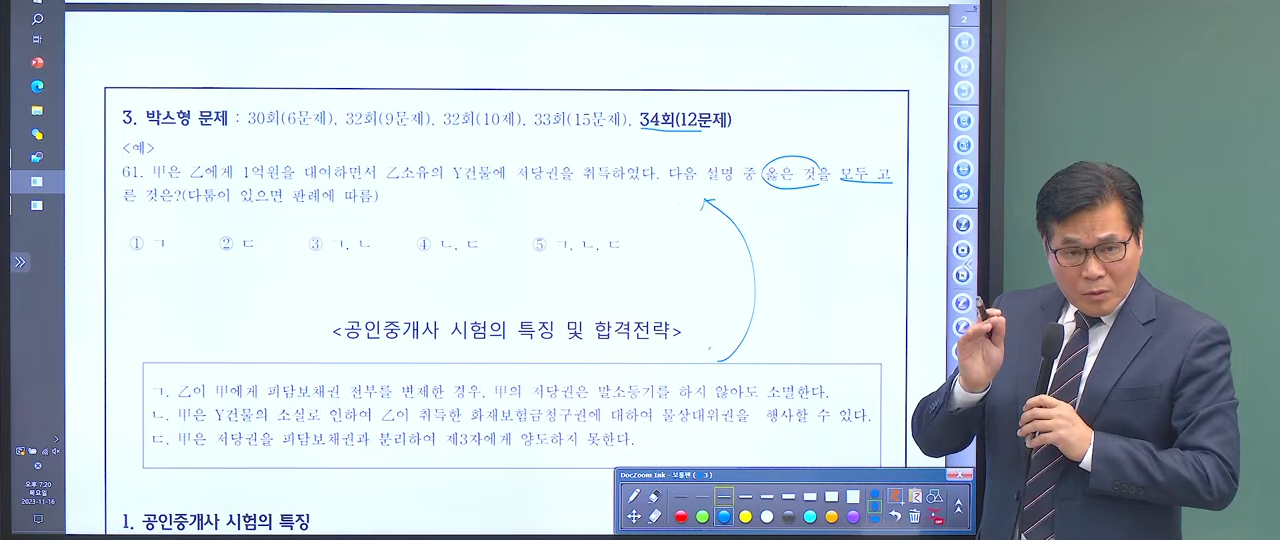 3. 박스형 문제 : 30회(6문제), 32회(9문제), 32회(10제), 33회(15문제), 34회(12문제)
<예>
61. 甲은 乙에게 1억원을 대여하면서 乙소유의 Y건물에 저당권을 취득하였다. 다음 설명 중 옳은 것을 모두 고
른 것은?(다툼이 있으면 판례에 따름)
① ㄱ ② ㄷ ③ ㄱ, ㄴ ④ ㄴ, ㄷ ⑤ ㄱ, ㄴ, ㄷ
<공인중개사 시험의 특징 및 합격전략>
ㄱ. 乙이 甲에게 피담보채권 전부를 변제한 경우, 甲의 저당권은 말소등기를 하지 않아도 소멸한다.
ㄴ. 甲은 Y건물의 소실로 인하여 乙이 취득한 화재보험금청구권에 대하여 물상대위권을 행사할 수 있다.
ㄷ. 甲은 저당권을 피담보채권과 분리하여 제3자에게 양도하지 못한다.
1. 공인중개사 시험의 특징
DocZoom Ink - 보통펜 ( 3 )
오후 7:20
목요일
2023-11-16
2